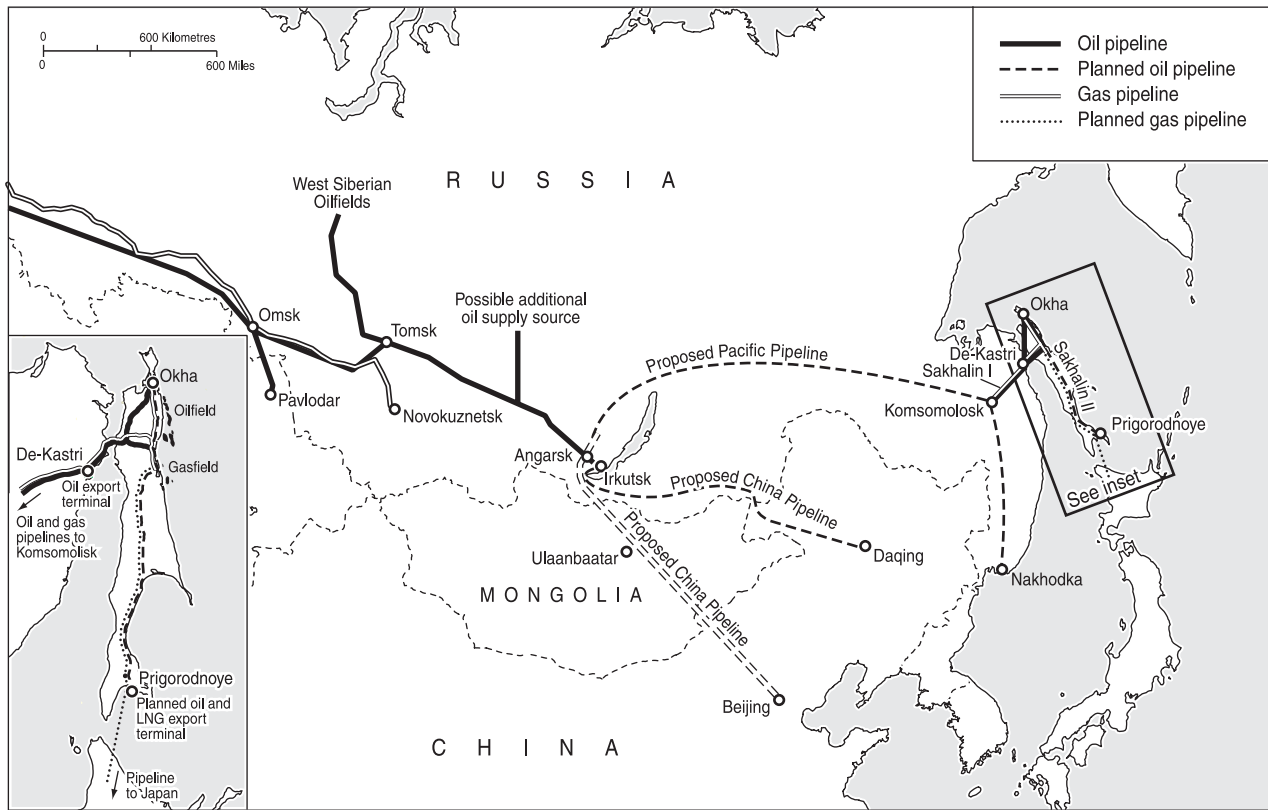 0 600 Kilometres
0 600 Miles
Oil pipeline
Planned oil pipeline
Gas pipeline
Planned gas pipeline
RUSSIA
West Siberian
Oilfields
Possible additional
oil supply source
Omsk
Tomsk
Pavlodar
Novokuznetsk
Angarsk
Irkutsk
Proposed Pacific Pipeline
Proposed China Pipeline
Proposed China Pipeline
Ulaanbaatar
MONGOLIA
Daqing
Beijing
CHINA
Okha
De-Kastri
Sakhalin I
Sakhalin II
Komsomolosk
Prigorodnoye
See inset
Nakhodka
Okha
Oilfield
De-Kastri
Gasfield
Oil export
terminal
Oil and gas
pipelines to
Komsomolisk
Prigorodnoye
Planned oil and
LNG export
terminal
Pipeline
to Japan